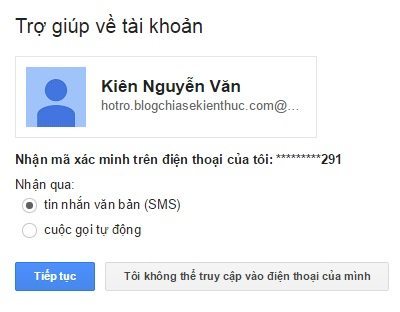 Trợ giúp về tài khoản
Kiên Nguyễn Văn
hotro.blogchiasekienthuc.com@...
Nhận mã xác minh trên điện thoại của tôi: *********291
Nhận qua:
tin nhắn văn bản (SMS)
cuộc gọi tự động
Tiếp tục
Tôi không thể truy cập vào điện thoại của mình